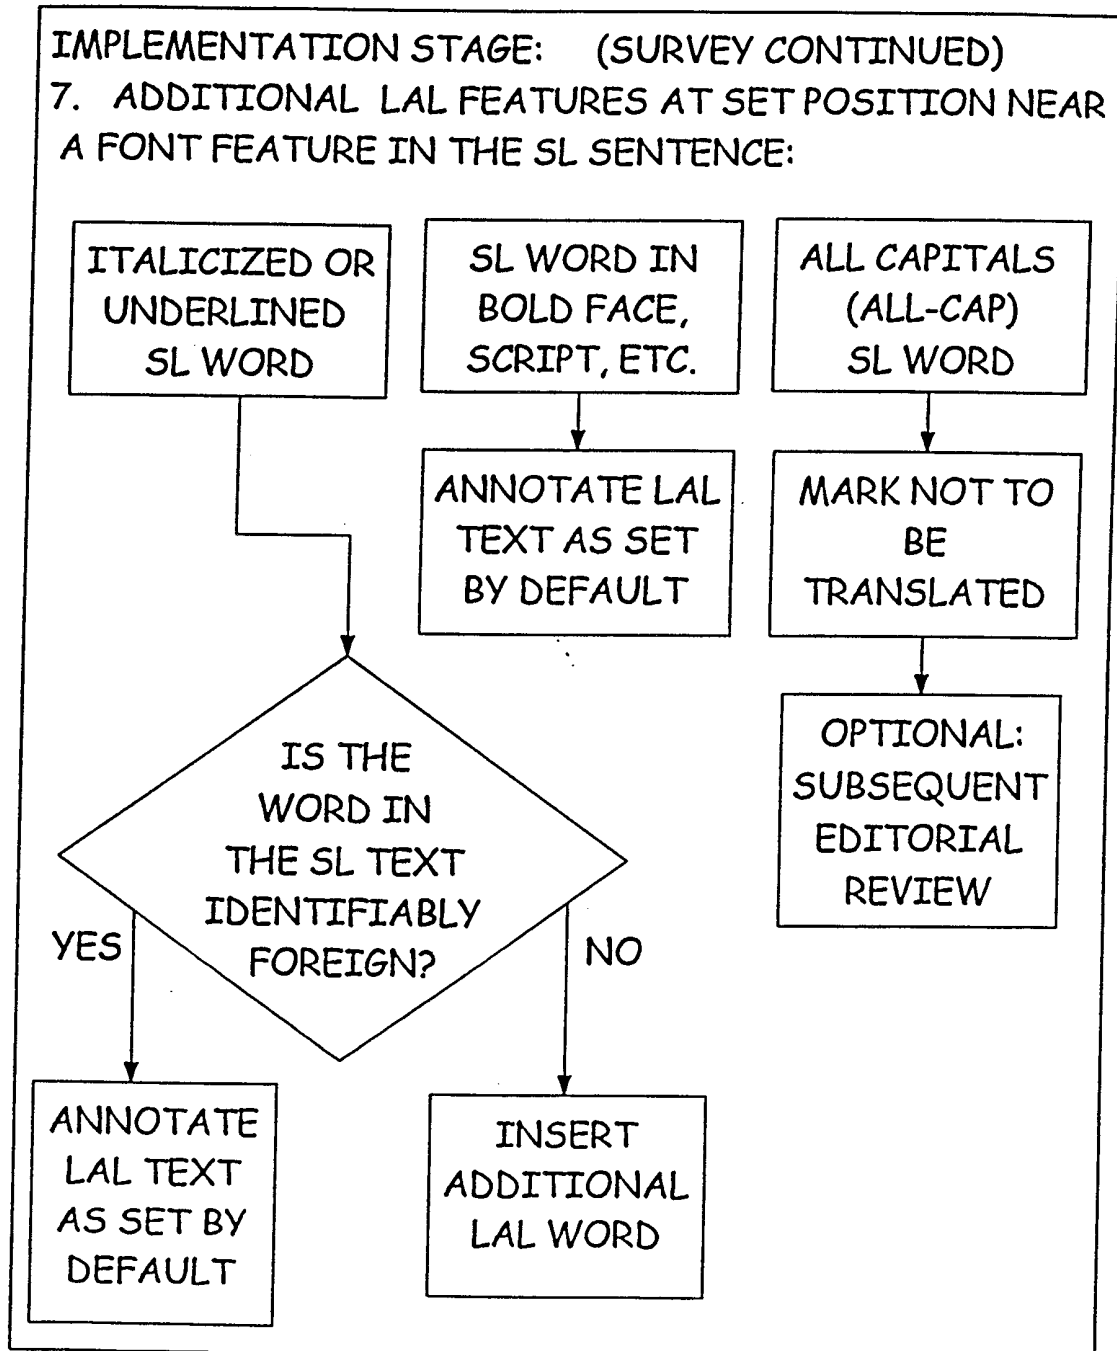 IMPLEMENTATION STAGE: (SURVEY CONTINUED)
7. ADDITIONAL LAL FEATURES AT SET POSITION NEAR
A FONT FEATURE IN THE SL SENTENCE:
ITALICIZED OR
UNDERLINED
SL WORD
SL WORD IN
BOLD FACE,
SCRIPT, ETC.
ALL CAPITALS
(ALL-CAP)
SL WORD
ANNOTATE LAL
TEXT AS SET
BY DEFAULT
MARK NOT TO
BE
TRANSLATED
OPTIONAL:
SUBSEQUENT
EDITORIAL
REVIEW
IS THE
WORD IN
THE SL TEXT
IDENTIFIABLY
FOREIGN?
YES
NO
ANNOTATE
LAL TEXT
AS SET BY
DEFAULT
INSERT
ADDITIONAL
LAL WORD